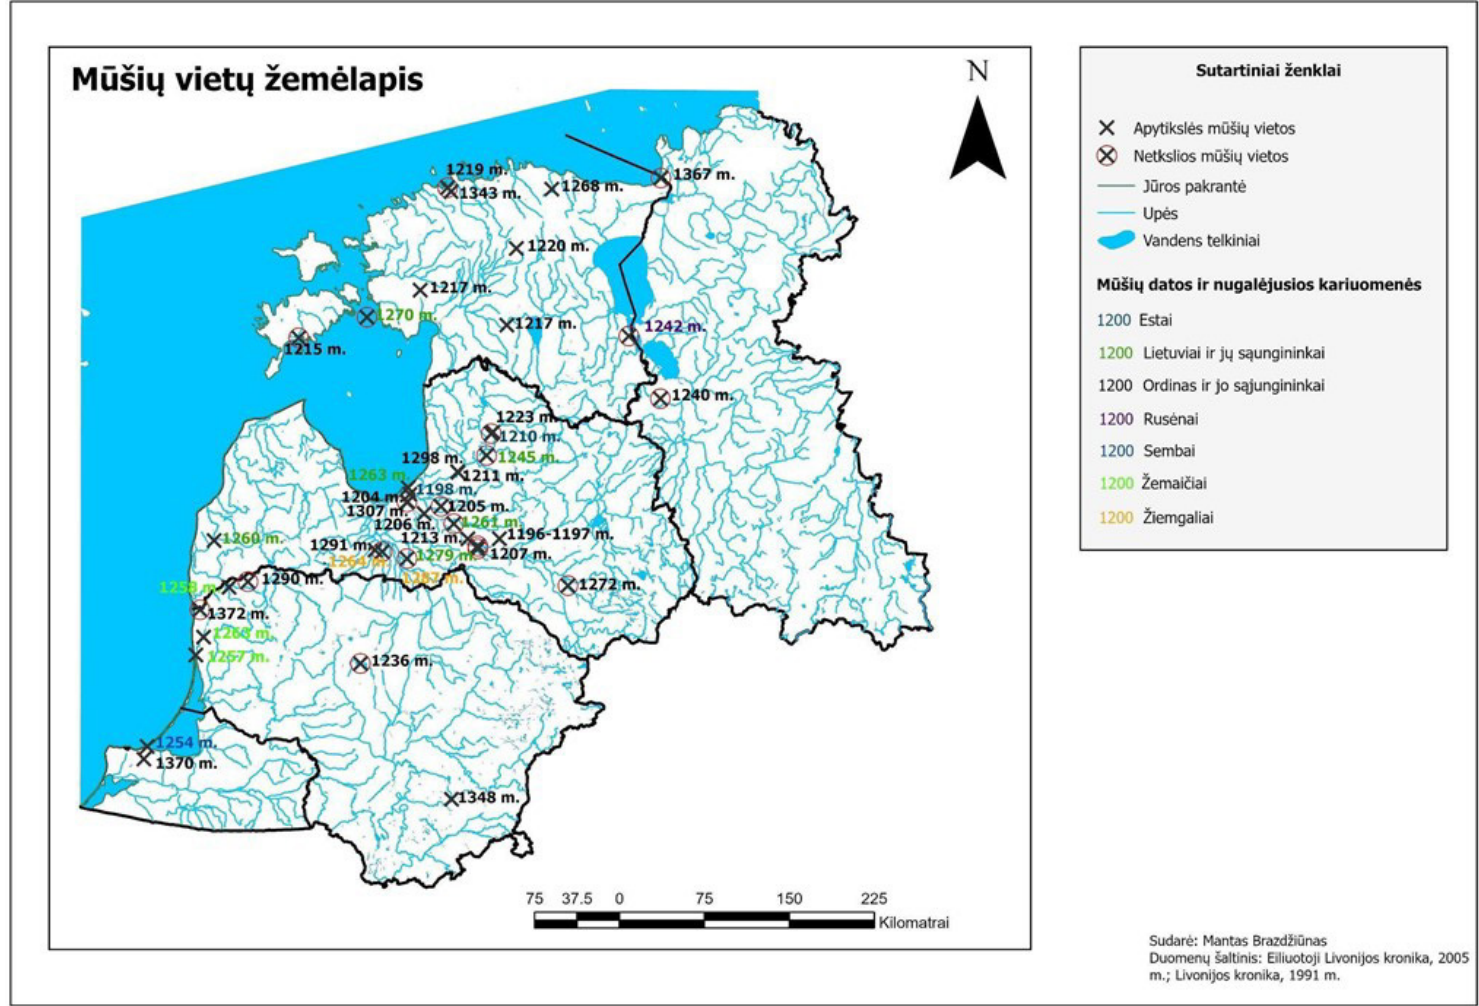 Mūšių vietų žemėlapis
N
1219 m.
1343 m.
1268 m.
1367 m.
1220 m.
1217 m.
1270 m.
1217 m.
1242 m.
1215 m.
1240 m.
1223 m.
1210 m.
1245 m.
1298 m.
1211 m.
1263 m.
1198 m.
1204 m.
1205 m.
1307 m.
1206 m.
1261 m.
1213 m.
1196-1197 m.
1260 m.
1291 m.
1207 m.
1264 m.
1279 m.
1287 m.
1290 m.
1272 m.
1258 m.
1372 m.
1263 m.
1257 m.
1236 m.
1254 m.
1370 m.
1348 m.
75 37.5 0 75 150 225
Kilomatrai
Sutartiniai ženklai
Apytikslės mūšių vietos
Netkslios mūšių vietos
Jūros pakrantė
Upės
Vandens telkiniai
Mūšių datos ir nugalėjusios kariuomenės
1200 Estai
1200 Lietuviai ir jų sąungininkai
1200 Ordinas ir jo sąjungininkai
1200 Rusėnai
1200 Sembai
1200 Žemaičiai
1200 Žiemgaliai
Sudarė: Mantas Brazdžiūnas
Duomenų šaltinis: Eiliuotoji Livonijos kronika, 2005
m.; Livonijos kronika, 1991 m.